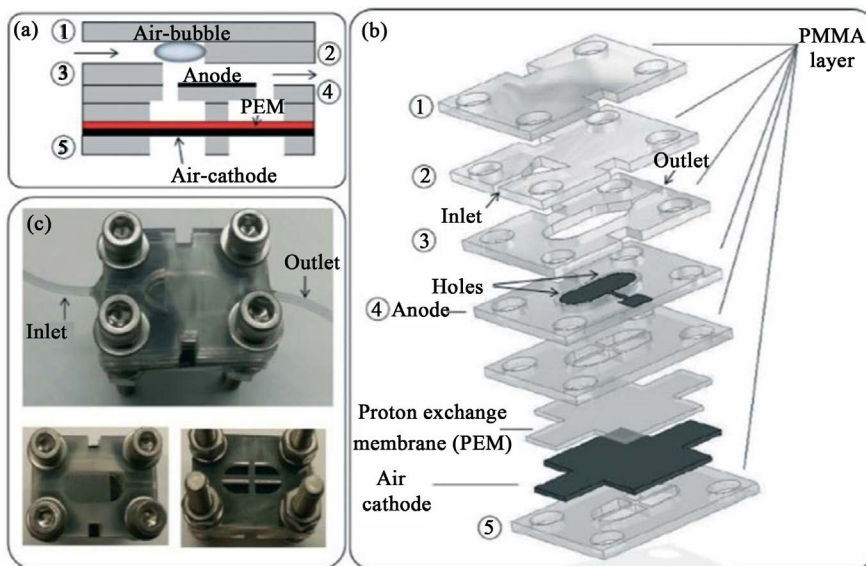 (a)
①
Air-bubble
②
③
Anode
④
PEM
⑤
Air-cathode
(b)
PMMA
layer
①
②
Outlet
Inlet
③
Holes
④ Anode
Proton exchange
membrane (PEM)
Air
cathode
⑤
(c)
Outlet
Inlet